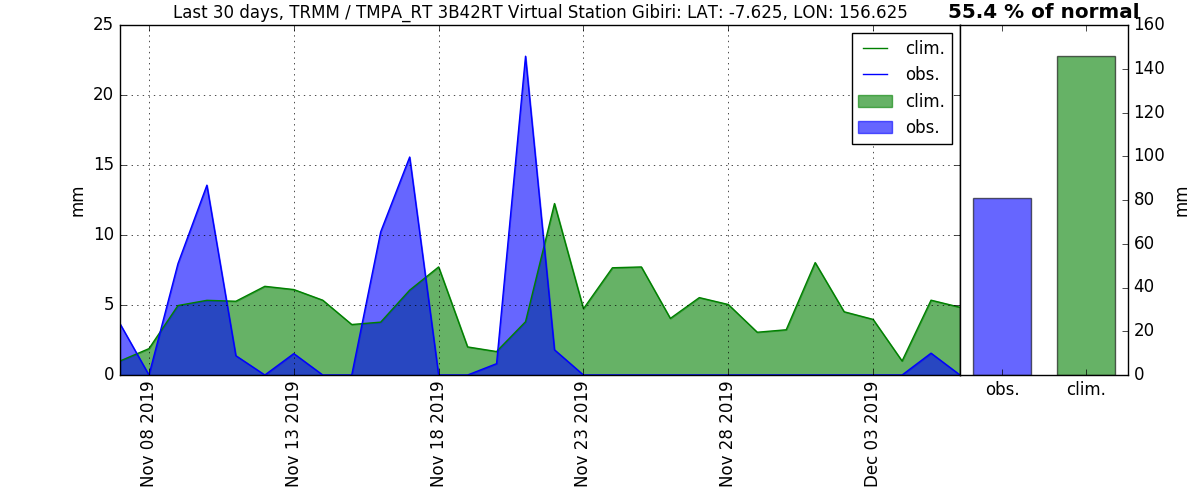 Last 30 days, TRMM / TMPA_RT 3B42RT Virtual Station Gibiri: LAT: -7.625, LON: 156.625
55.4 % of normal
clim.
obs.
clim.
obs.
25
20
15
10
5
0
mm
Nov 08 2019
Nov 13 2019
Nov 18 2019
Nov 23 2019
Nov 28 2019
Dec 03 2019
160
140
120
100
80
60
40
20
0
mm
obs.
clim.